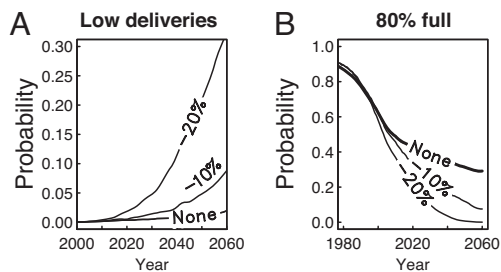 A Low deliveries
Probability
0.30
0.25
0.20
0.15
0.10
0.05
0.00
−20%
−10%
None
2000 2020 2040 2060
Year
B 80% full
Probability
1.0
0.8
0.6
0.4
0.2
0.0
None
−10%
−20%
1980 2020 2060
Year